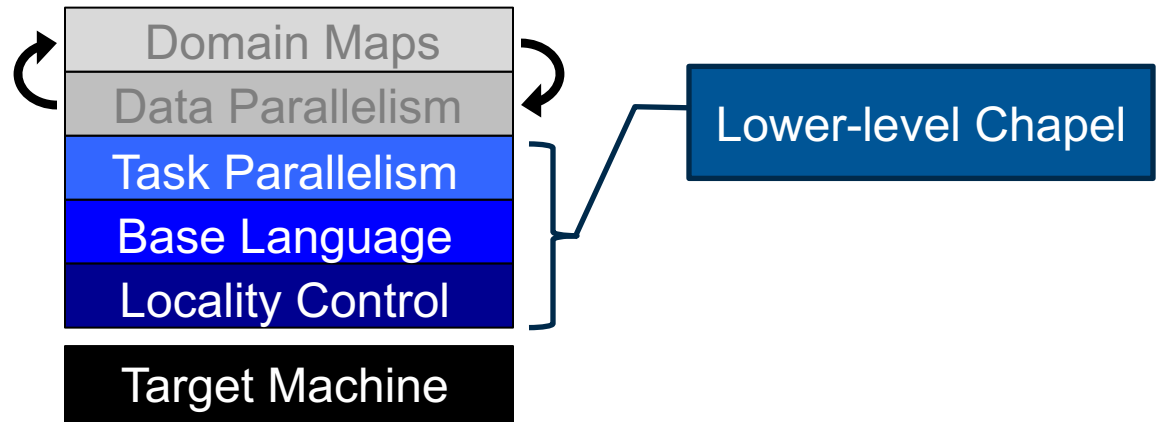 Domain Maps
Data Parallelism
Task Parallelism
Base Language
Locality Control
Target Machine
Lower-level Chapel